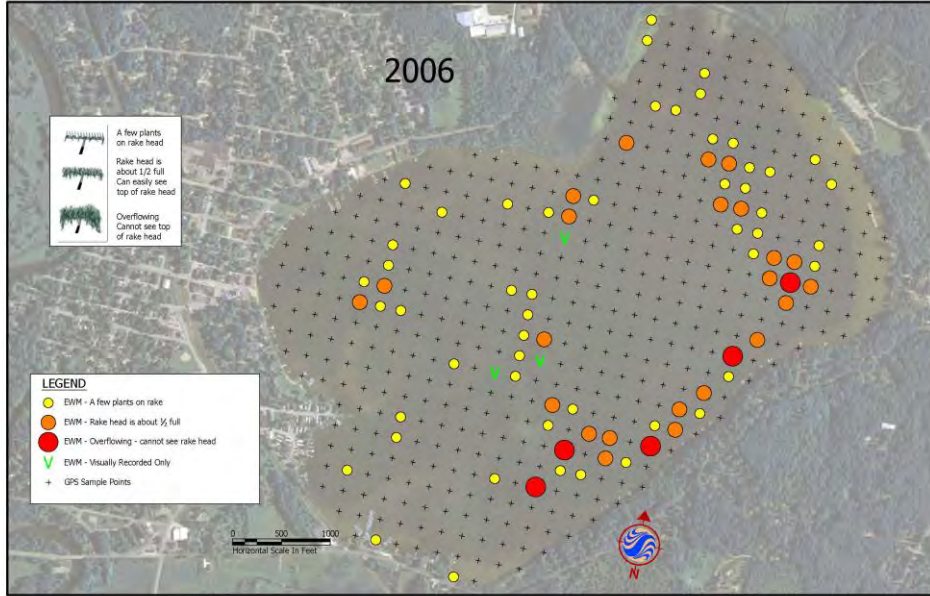 2006
A few plants
on rake head
Rake head is
about 1/2 full
Can easily see
top of rake head
Overflowing
Cannot see top
of rake head
LEGEND
EWM - A few plants on rake
EWM - Rake head is about ½ full
EWM - Overflowing - cannot see rake head
V EWM - Visually Recorded Only
GPS Sample Points
V
V
V
0 500 1000
Horizontal Scale In Feet
N